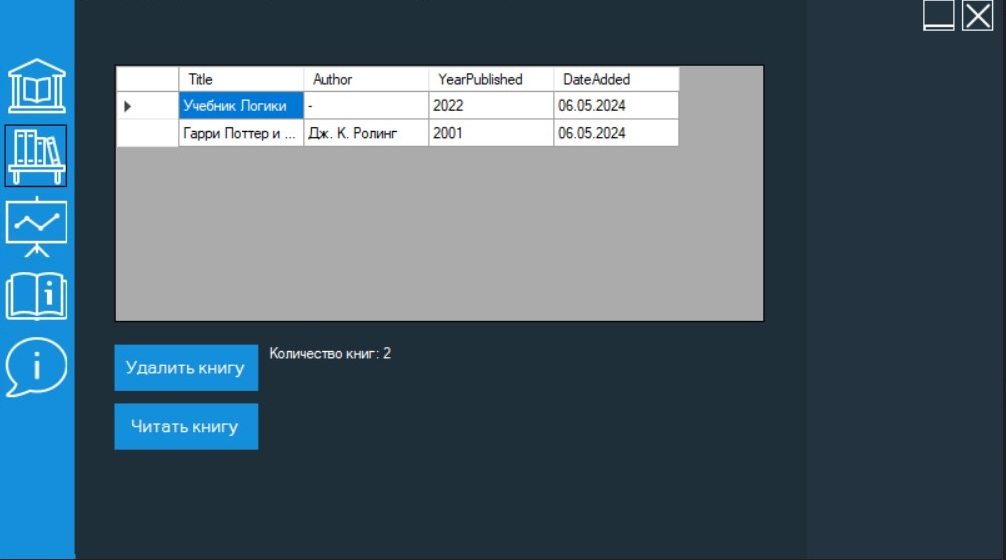 Title Author YearPublished DateAdded
Учебник Логики - 2022 06.05.2024
Гарри Поттер и ... Дж. К. Ролинг 2001 06.05.2024
Удалить книгу
Количество книг: 2
Читать книгу